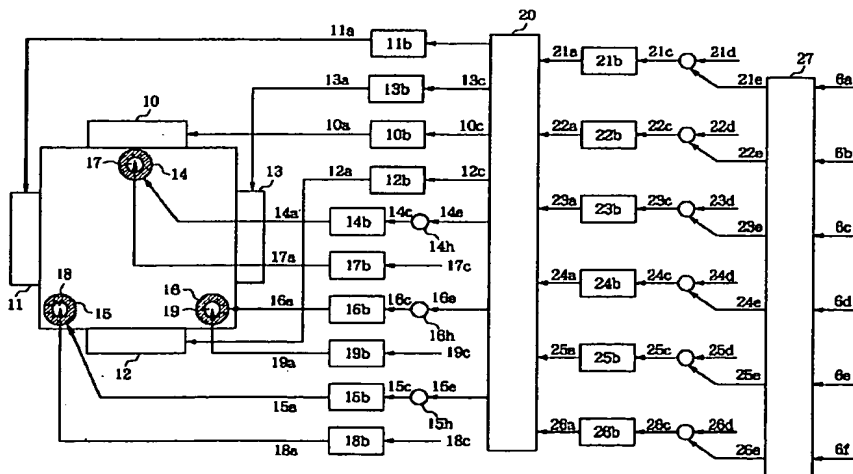 11a 11b 20
21a 21b 21c 21d
13a 13b 13c 21e 27 6a
10 10a 10b 10c 22a 22b 22c 22d
17 14 13 12a 12b 12c 22e 6b
14a 14b 14c 14e 23a 23b 23c 23d
14h 23e 6c
17a 17b 17c
18 16 24a 24b 24c 24d
11 15 19 16a 16b 16c 16e 24e 6d
16h
12 19a 19b 19c 25a 25b 25c 25d
15a 15b 15c 16e 25e 6e
15h
18a 18b 18c 26a 26b 26c 26d
26e 6f